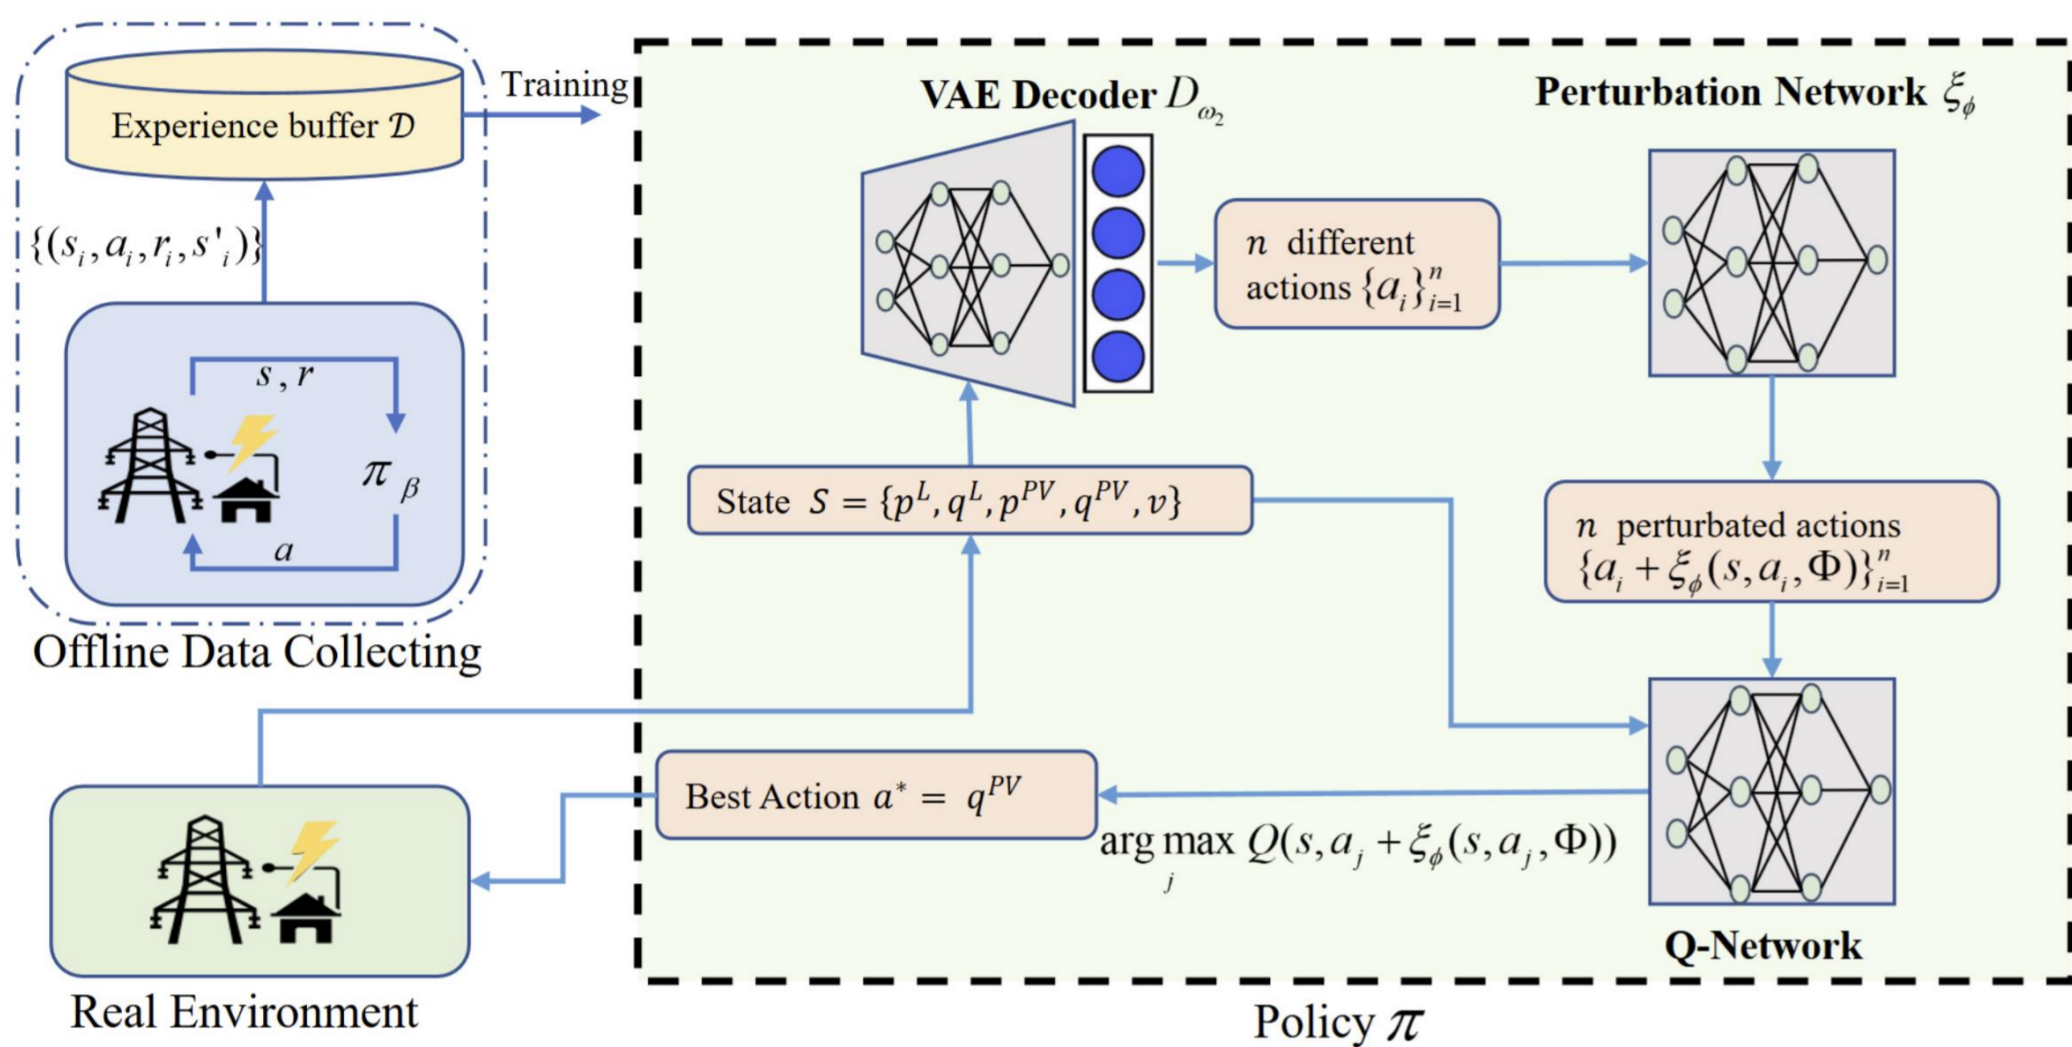 Experience buffer 𝒟
Training
{(s_i, a_i, r_i, s'_i)}
s , r
π_β
a
Offline Data Collecting
VAE Decoder D_{ω_2}
Perturbation Network ξ_ϕ
n different
actions {a_i}_{i=1}^n
State S = {p^L, q^L, p^{PV}, q^{PV}, v}
n perturbated actions
{a_i + ξ_ϕ(s, a_i, Φ)}_{i=1}^n
Best Action a* = q^{PV}
arg max Q(s, a_j + ξ_ϕ(s, a_j, Φ))
j
Q-Network
Real Environment
Policy π